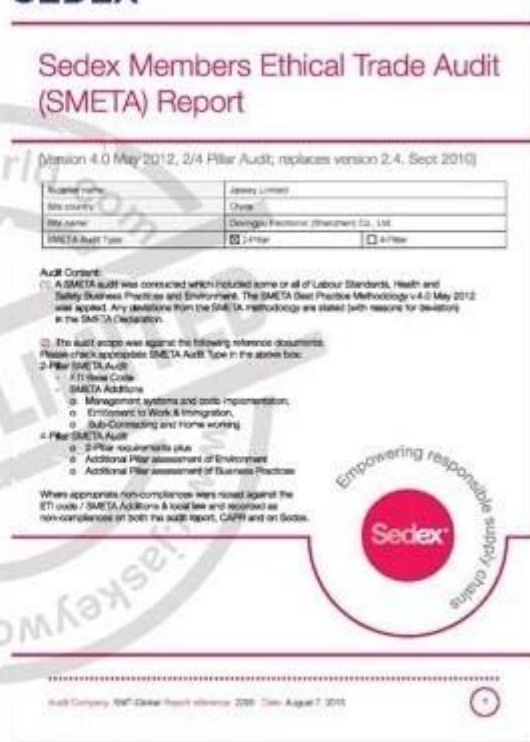 Sedex Members Ethical Trade Audit
(SMETA) Report
(Version 4.0 May 2012, 2/4 Pillar Audit; replaces version 2.4. Sept 2010)
Site country: China
Site name:
SMETA Audit Type: 2-Pillar 4-Pillar
Audit Content:
(1) A SMETA audit was conducted which included some or all of Labour Standards, Health and
Safety Business Practices and Environment. The SMETA Best Practice Methodology v4.0 May 2012
was applied. Any deviations from the SMETA methodology are stated (with reasons for deviation)
in the SMETA Declaration.
(2) The audit scope was against the following reference documents:
Please check appropriate SMETA Audit Type in the above box:
2-Pillar SMETA Audit
- ETI Base Code
- SMETA Additions
o Management systems and code implementation,
o Entitlement to Work & Immigration,
o Sub-Contracting and Home working
4-Pillar SMETA Audit
o 2-Pillar requirements plus
o Additional Pillar assessment of Environment
o Additional Pillar assessment of Business Practices
Where appropriate non-compliances were raised against the
ETI code / SMETA Additions & local law and recorded as
non-compliances on both the audit report, CAPR and on Sedex.
Empowering responsible supply chains
Sedex
Audit Company: Report reference: Date: August 7, 2015